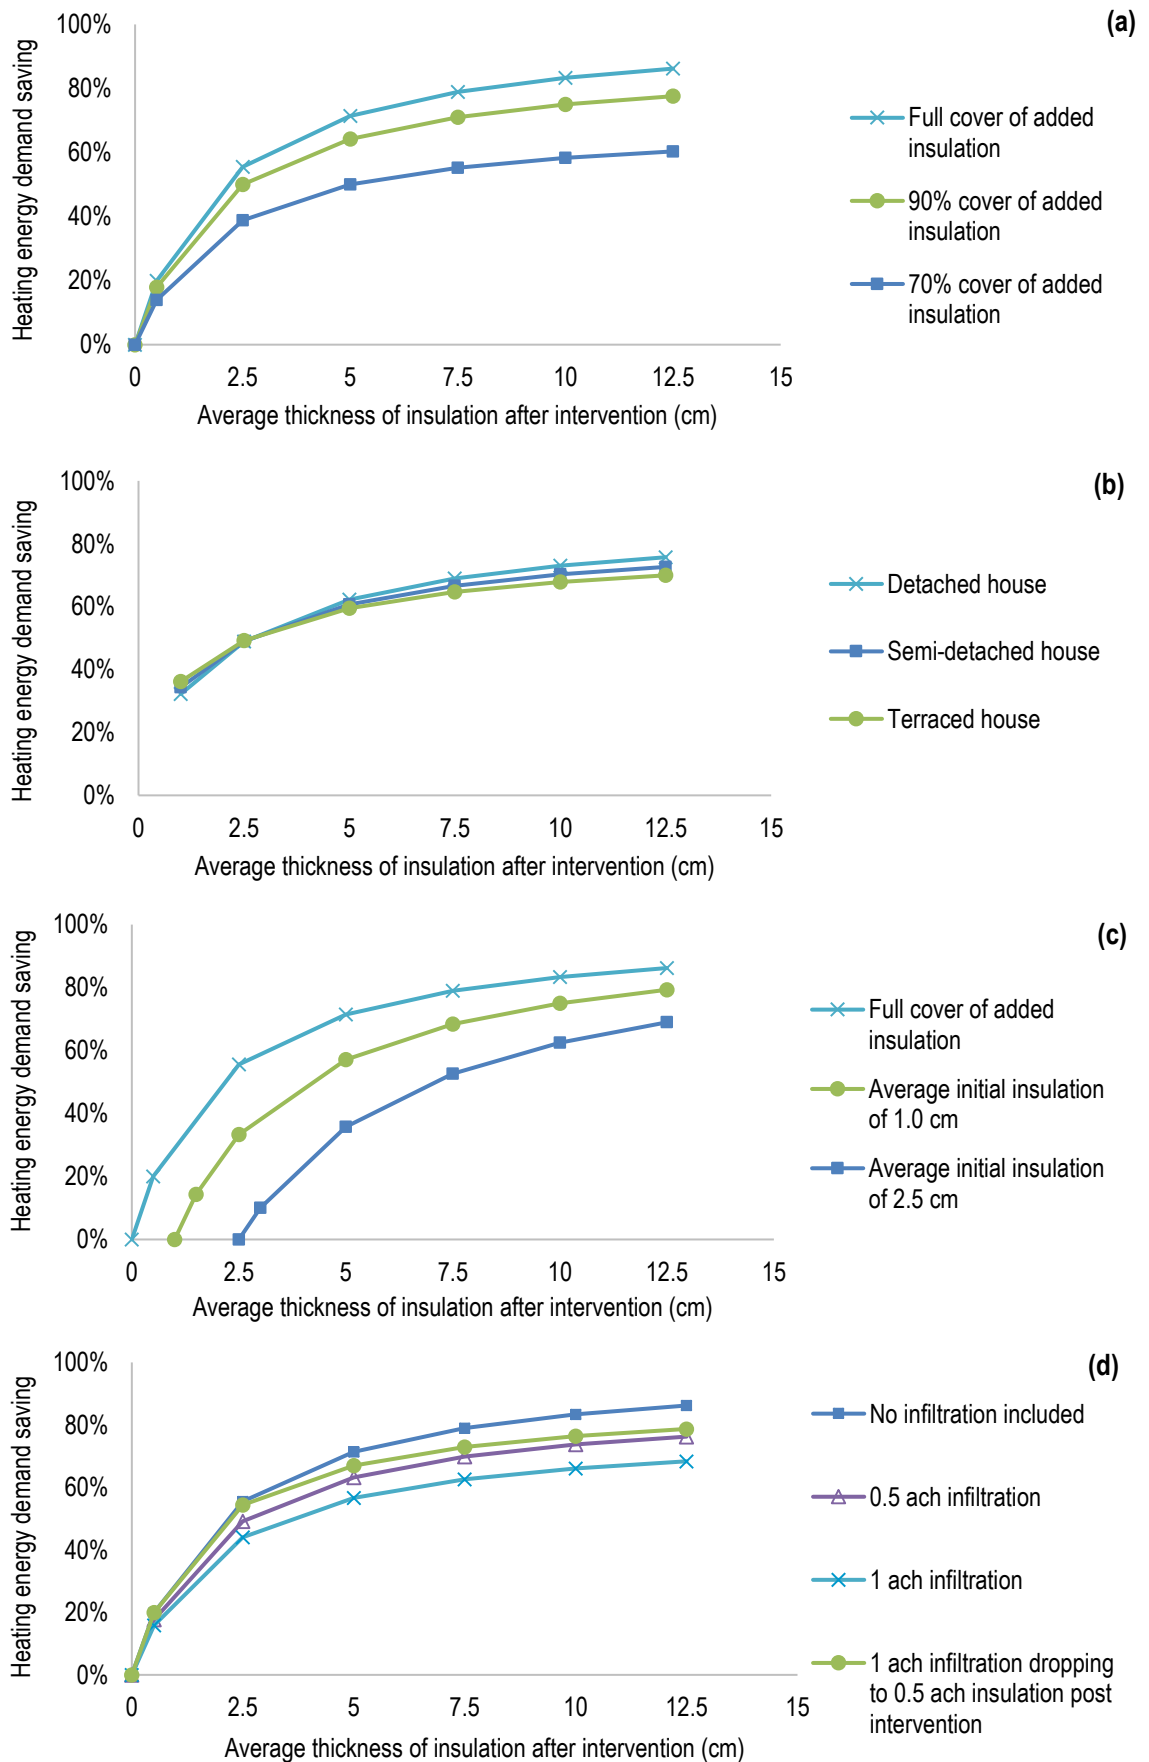 (a)
Heating energy demand saving
100%
80%
60%
40%
20%
0%
0 2.5 5 7.5 10 12.5 15
Average thickness of insulation after intervention (cm)
Full cover of added
insulation
90% cover of added
insulation
70% cover of added
insulation
(b)
Heating energy demand saving
100%
80%
60%
40%
20%
0%
0 2.5 5 7.5 10 12.5 15
Average thickness of insulation after intervention (cm)
Detached house
Semi-detached house
Terraced house
(c)
Heating energy demand saving
100%
80%
60%
40%
20%
0%
0 2.5 5 7.5 10 12.5 15
Average thickness of insulation after intervention (cm)
Full cover of added
insulation
Average initial insulation
of 1.0 cm
Average initial insulation
of 2.5 cm
(d)
Heating energy demand saving
100%
80%
60%
40%
20%
0%
0 2.5 5 7.5 10 12.5 15
Average thickness of insulation after intervention (cm)
No infiltration included
0.5 ach infiltration
1 ach infiltration
1 ach infiltration dropping
to 0.5 ach insulation post
intervention